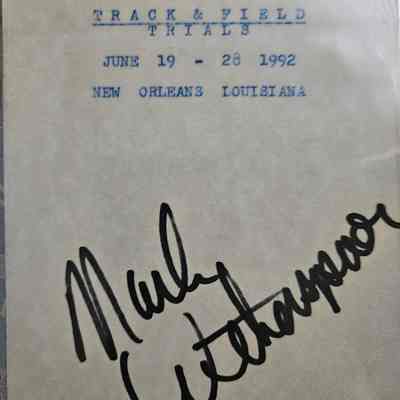 TRACK & FIELD
TRIALS
JUNE 19 - 28 1992
NEW ORLEANS LOUISIANA